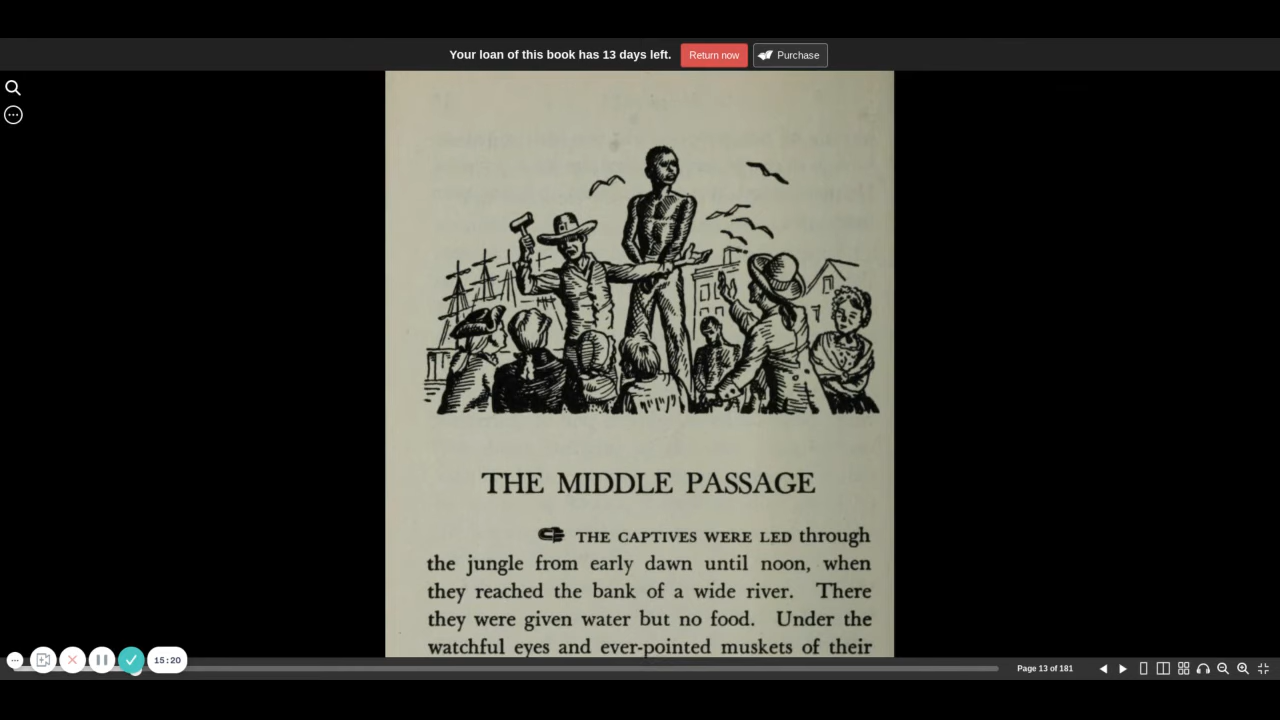 Your loan of this book has 13 days left. Return now Purchase
THE MIDDLE PASSAGE
THE CAPTIVES WERE LED through
the jungle from early dawn until noon, when
they reached the bank of a wide river. There
they were given water but no food. Under the
watchful eyes and ever-pointed muskets of their
15:20
Page 13 of 181